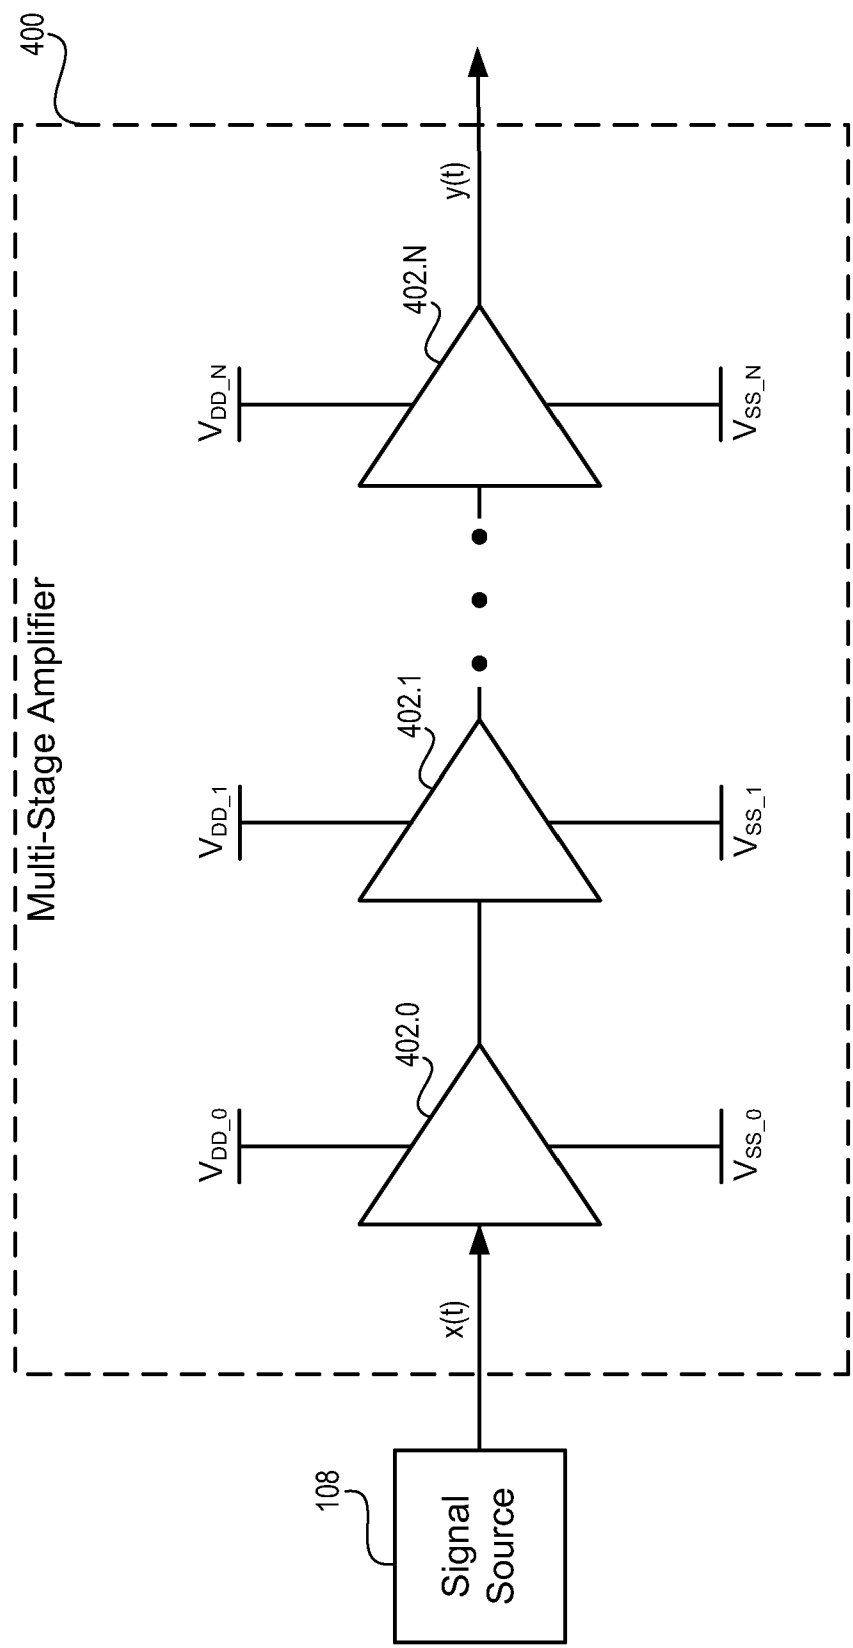 400
Multi-Stage Amplifier
V_DD_0
V_DD_1
V_DD_N
402.0
402.1
402.N
108
Signal
Source
x(t)
y(t)
V_SS_0
V_SS_1
V_SS_N